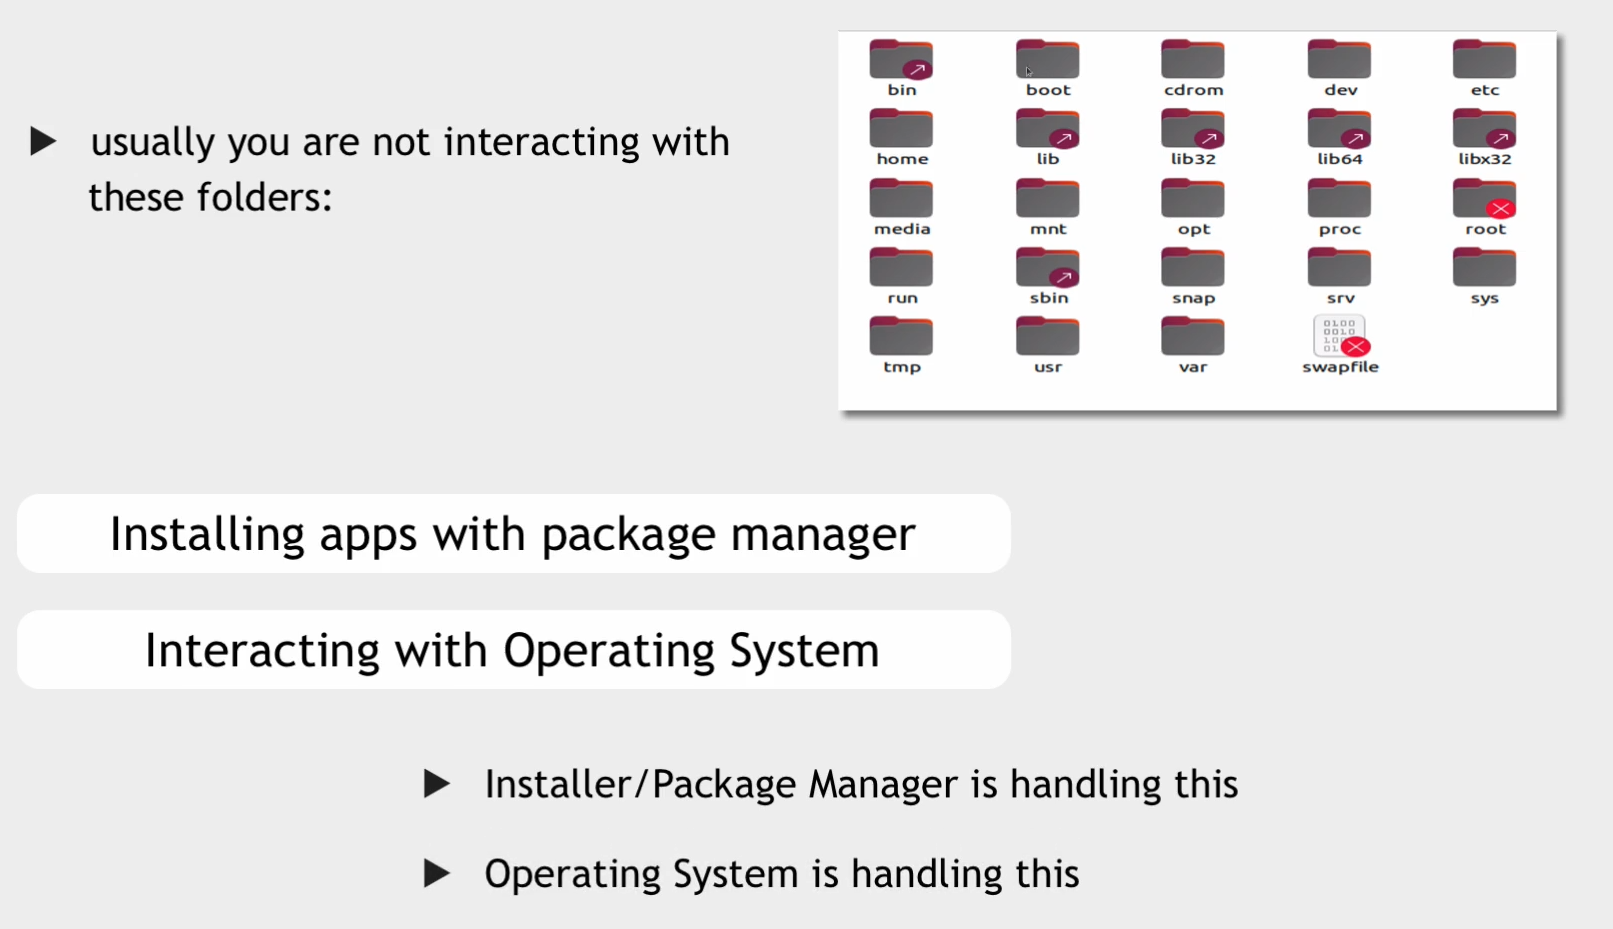 usually you are not interacting with
these folders:
bin boot cdrom dev etc
home lib lib32 lib64 libx32
media mnt opt proc root
run sbin snap srv sys
0100
0010
tmp usr var swapfile
Installing apps with package manager
Interacting with Operating System
Installer/Package Manager is handling this
Operating System is handling this